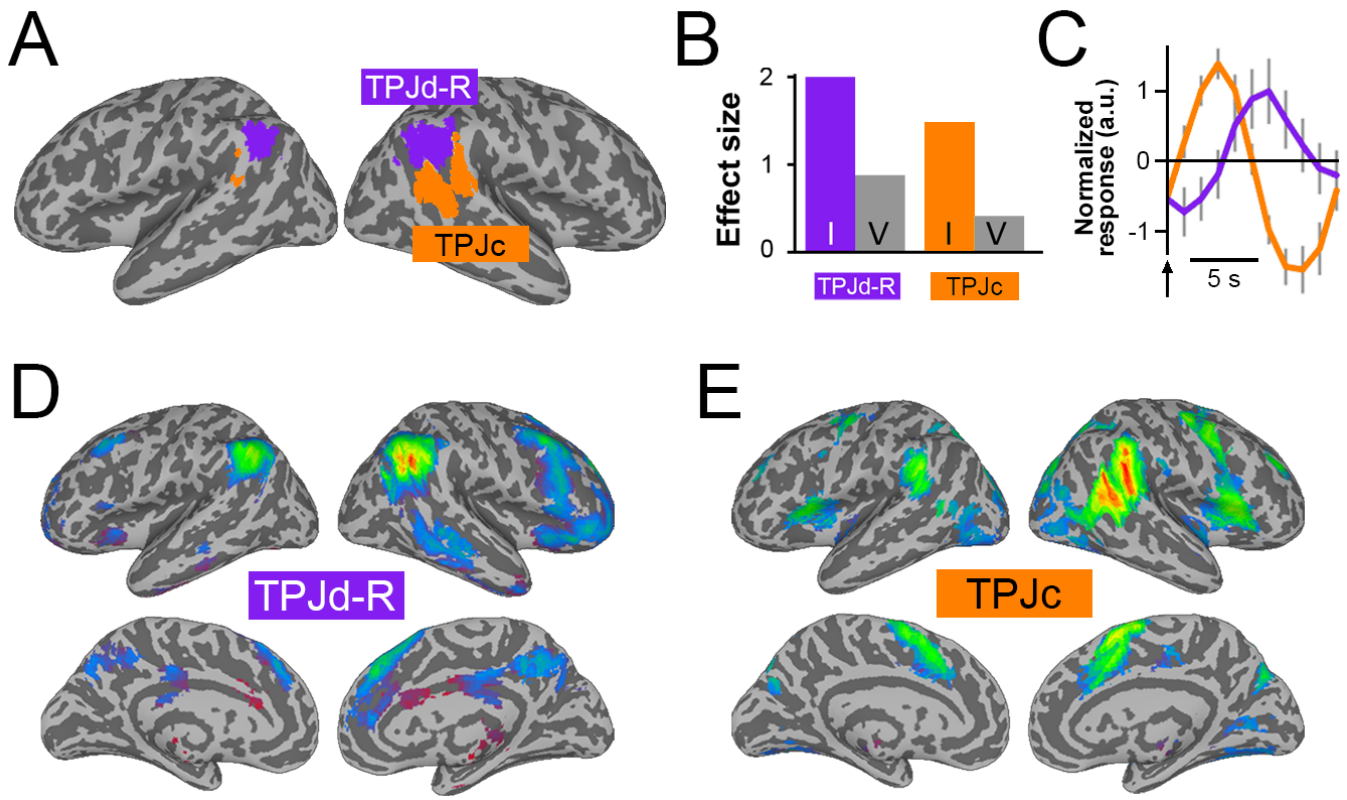 A
TPJd-R
TPJc
B
Effect size
2
1
0
I
V
I
V
TPJd-R
TPJc
C
Normalized
response (a.u.)
1
0
-1
5 s
D
TPJd-R
E
TPJc